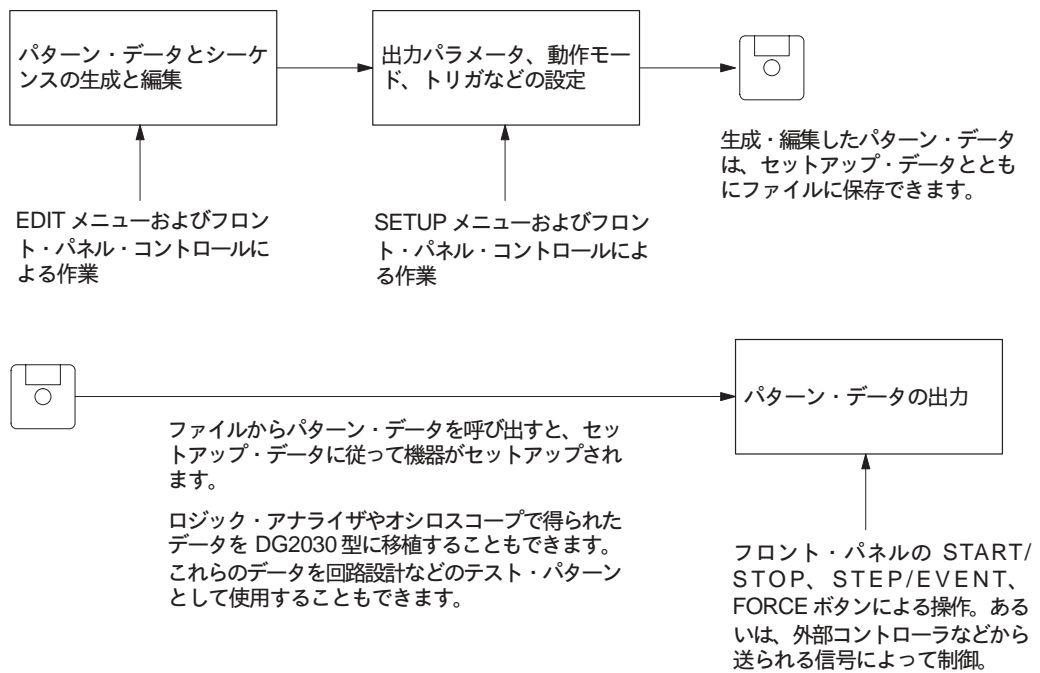 パターン・データとシーケ
ンスの生成と編集
出力パラメータ、動作モー
ド、トリガなどの設定
生成・編集したパターン・データ
は、セットアップ・データととも
にファイルに保存できます。
EDIT メニューおよびフロン
ト・パネル・コントロールに
よる作業
SETUP メニューおよびフロン
ト・パネル・コントロールによ
る作業
パターン・データの出力
ファイルからパターン・データを呼び出すと、セッ
トアップ・データに従って機器がセットアップされ
ます。
ロジック・アナライザやオシロスコープで得られた
データを DG2030 型に移植することもできます。
これらのデータを回路設計などのテスト・パターン
として使用することもできます。
フロント・パネルの START/
STOP、STEP/EVENT、
FORCE ボタンによる操作。ある
いは、外部コントローラなどから
送られる信号によって制御。